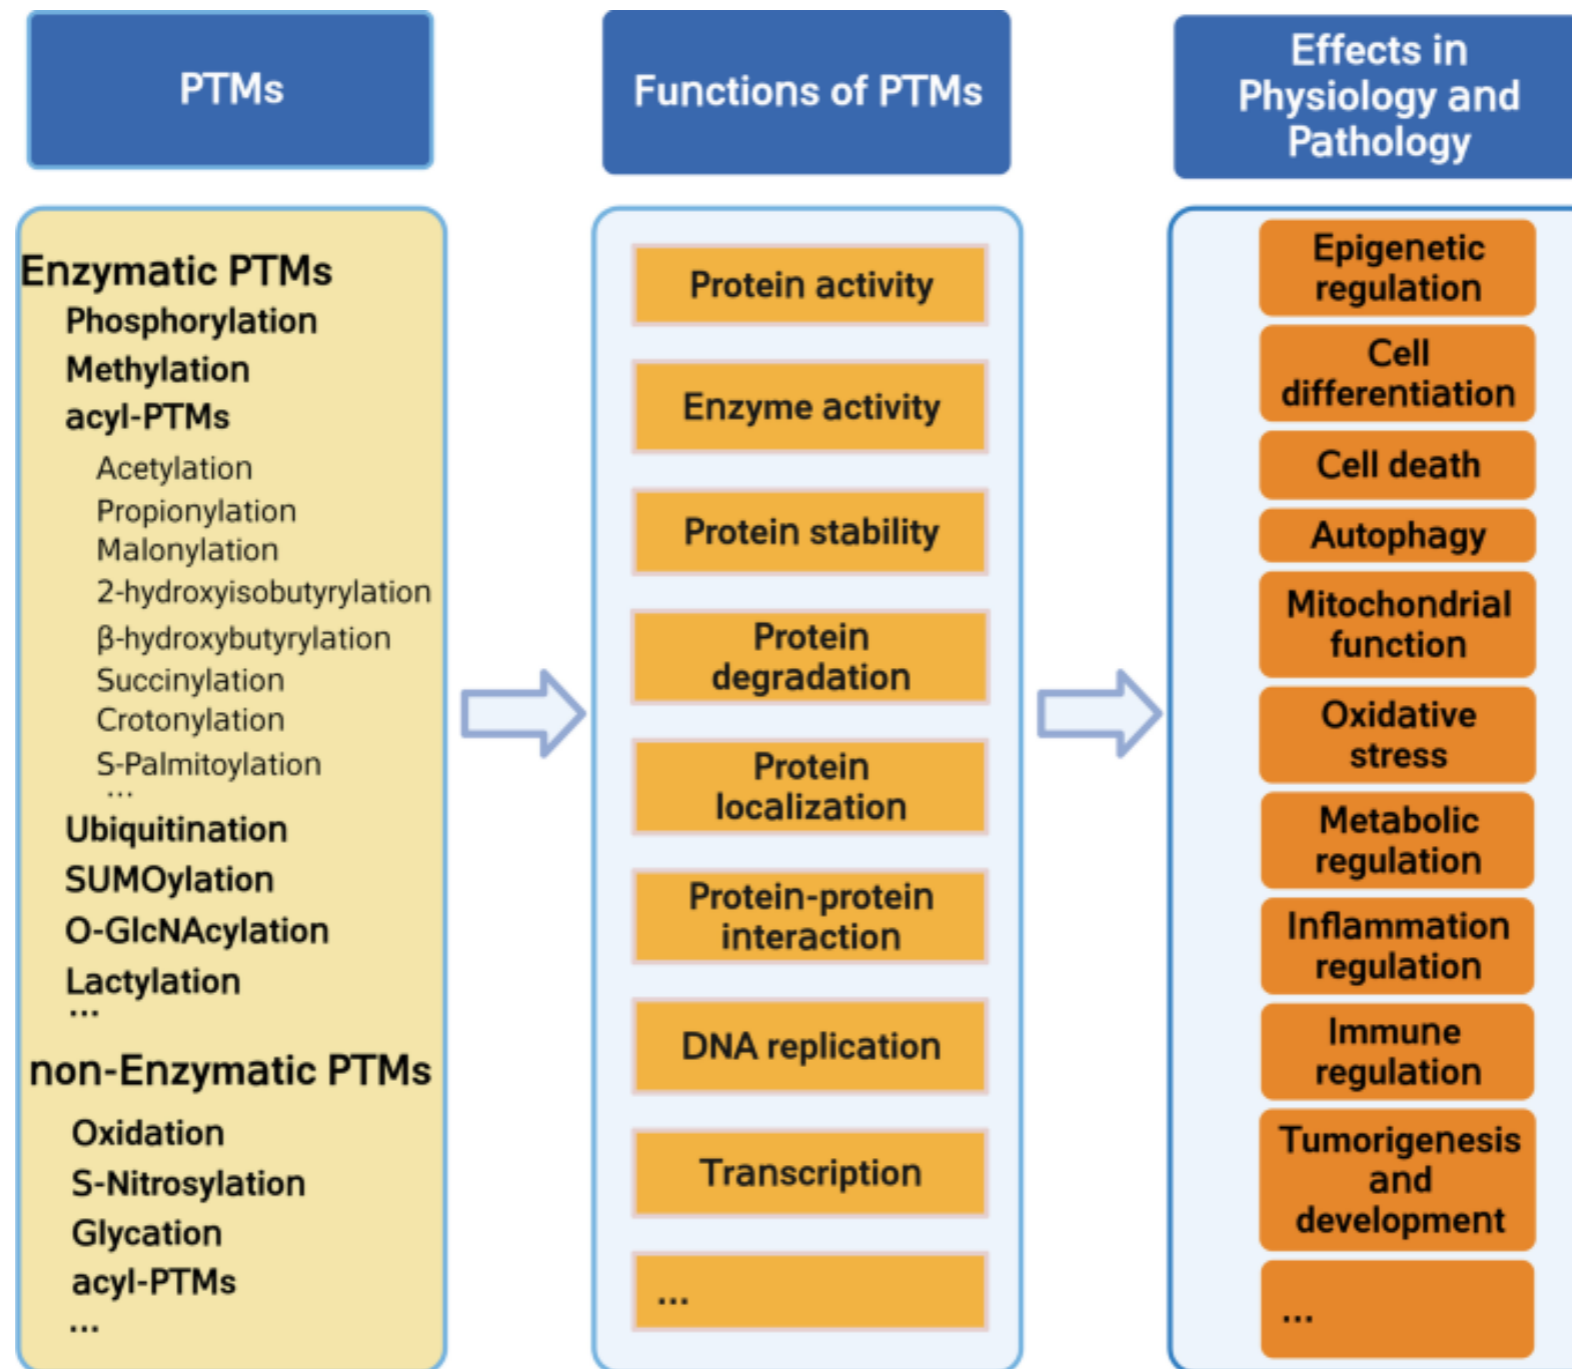 PTMs
Enzymatic PTMs
Phosphorylation
Methylation
acyl-PTMs
Acetylation
Propionylation
Malonylation
2-hydroxyisobutyrylation
β-hydroxybutyrylation
Succinylation
Crotonylation
S-Palmitoylation
...
Ubiquitination
SUMOylation
O-GlcNAcylation
Lactylation
...
non-Enzymatic PTMs
Oxidation
S-Nitrosylation
Glycation
acyl-PTMs
...
Functions of PTMs
Protein activity
Enzyme activity
Protein stability
Protein
degradation
Protein
localization
Protein-protein
interaction
DNA replication
Transcription
...
Effects in
Physiology and
Pathology
Epigenetic
regulation
Cell
differentiation
Cell death
Autophagy
Mitochondrial
function
Oxidative
stress
Metabolic
regulation
Inflammation
regulation
Immune
regulation
Tumorigenesis
and
development
...